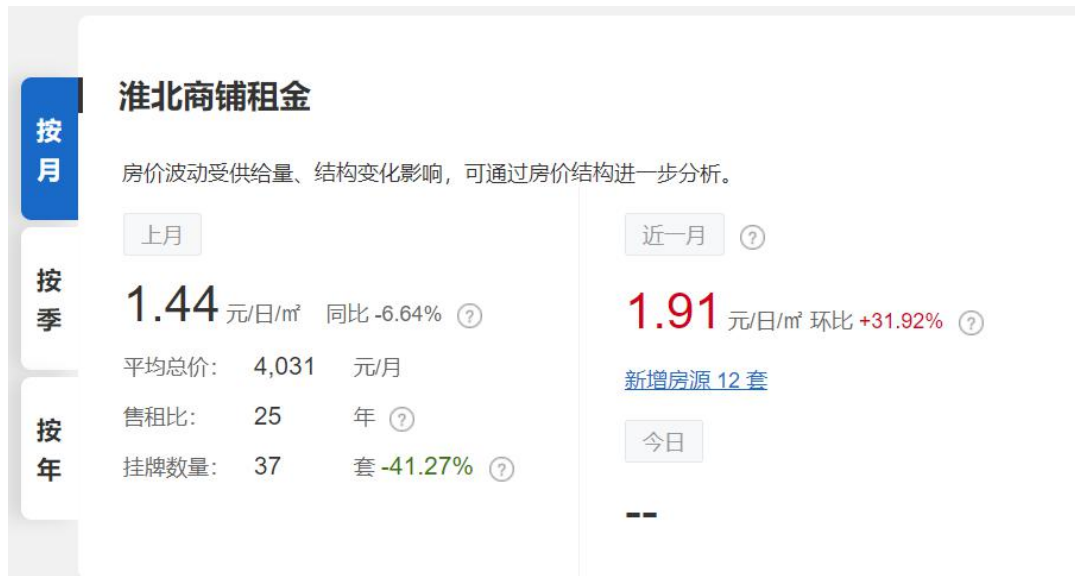 按月
按季
按年
淮北商铺租金
房价波动受供给量、结构变化影响，可通过房价结构进一步分析。
上月
1.44 元/日/㎡ 同比 -6.64% ?
平均总价： 4,031 元/月
售租比： 25 年 ?
挂牌数量： 37 套 -41.27% ?
近一月 ?
1.91 元/日/㎡ 环比 +31.92% ?
新增房源 12 套
今日
--